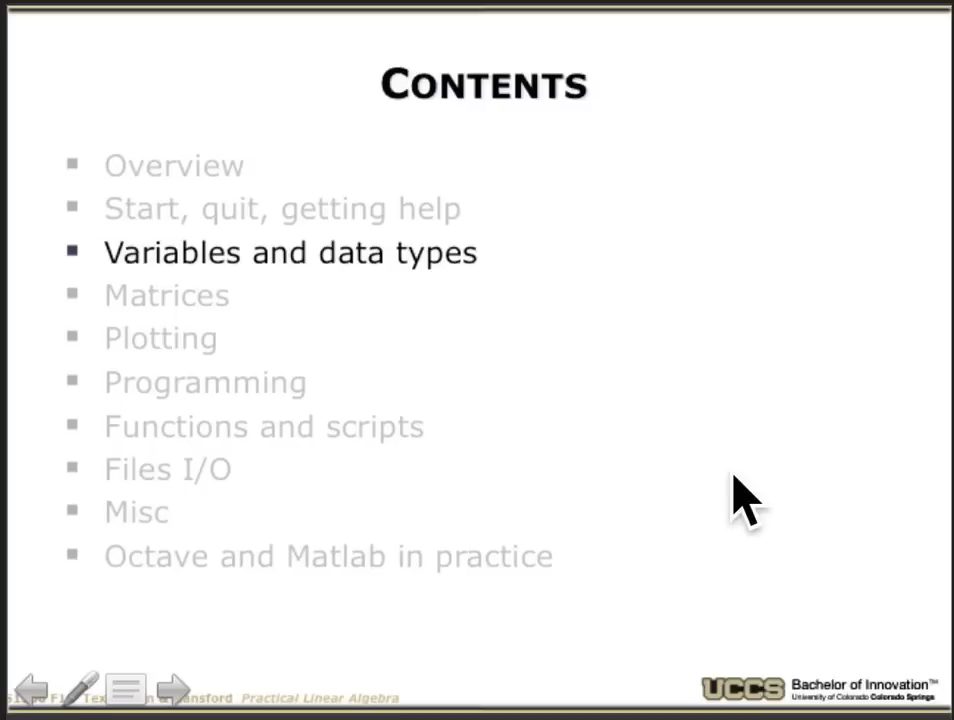 CONTENTS
Overview
Start, quit, getting help
Variables and data types
Matrices
Plotting
Programming
Functions and scripts
Files I/O
Misc
Octave and Matlab in practice
Practical Linear Algebra
UCCS Bachelor of Innovation™
University of Colorado Colorado Springs